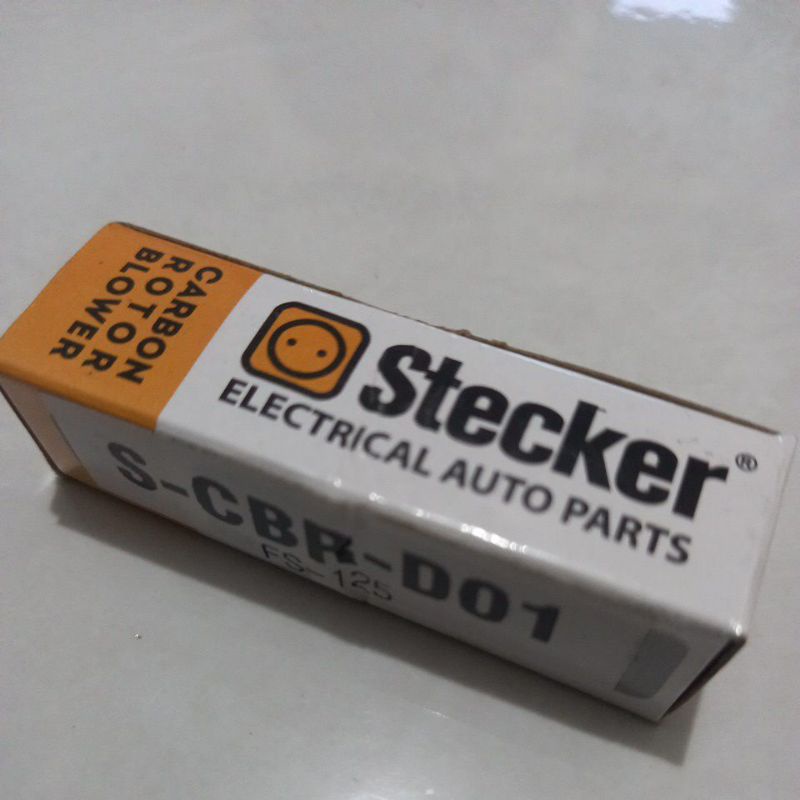 CARBON
ROTOR
BLOWER
Stecker®
ELECTRICAL AUTO PARTS
S-CBR-D01
FS-125